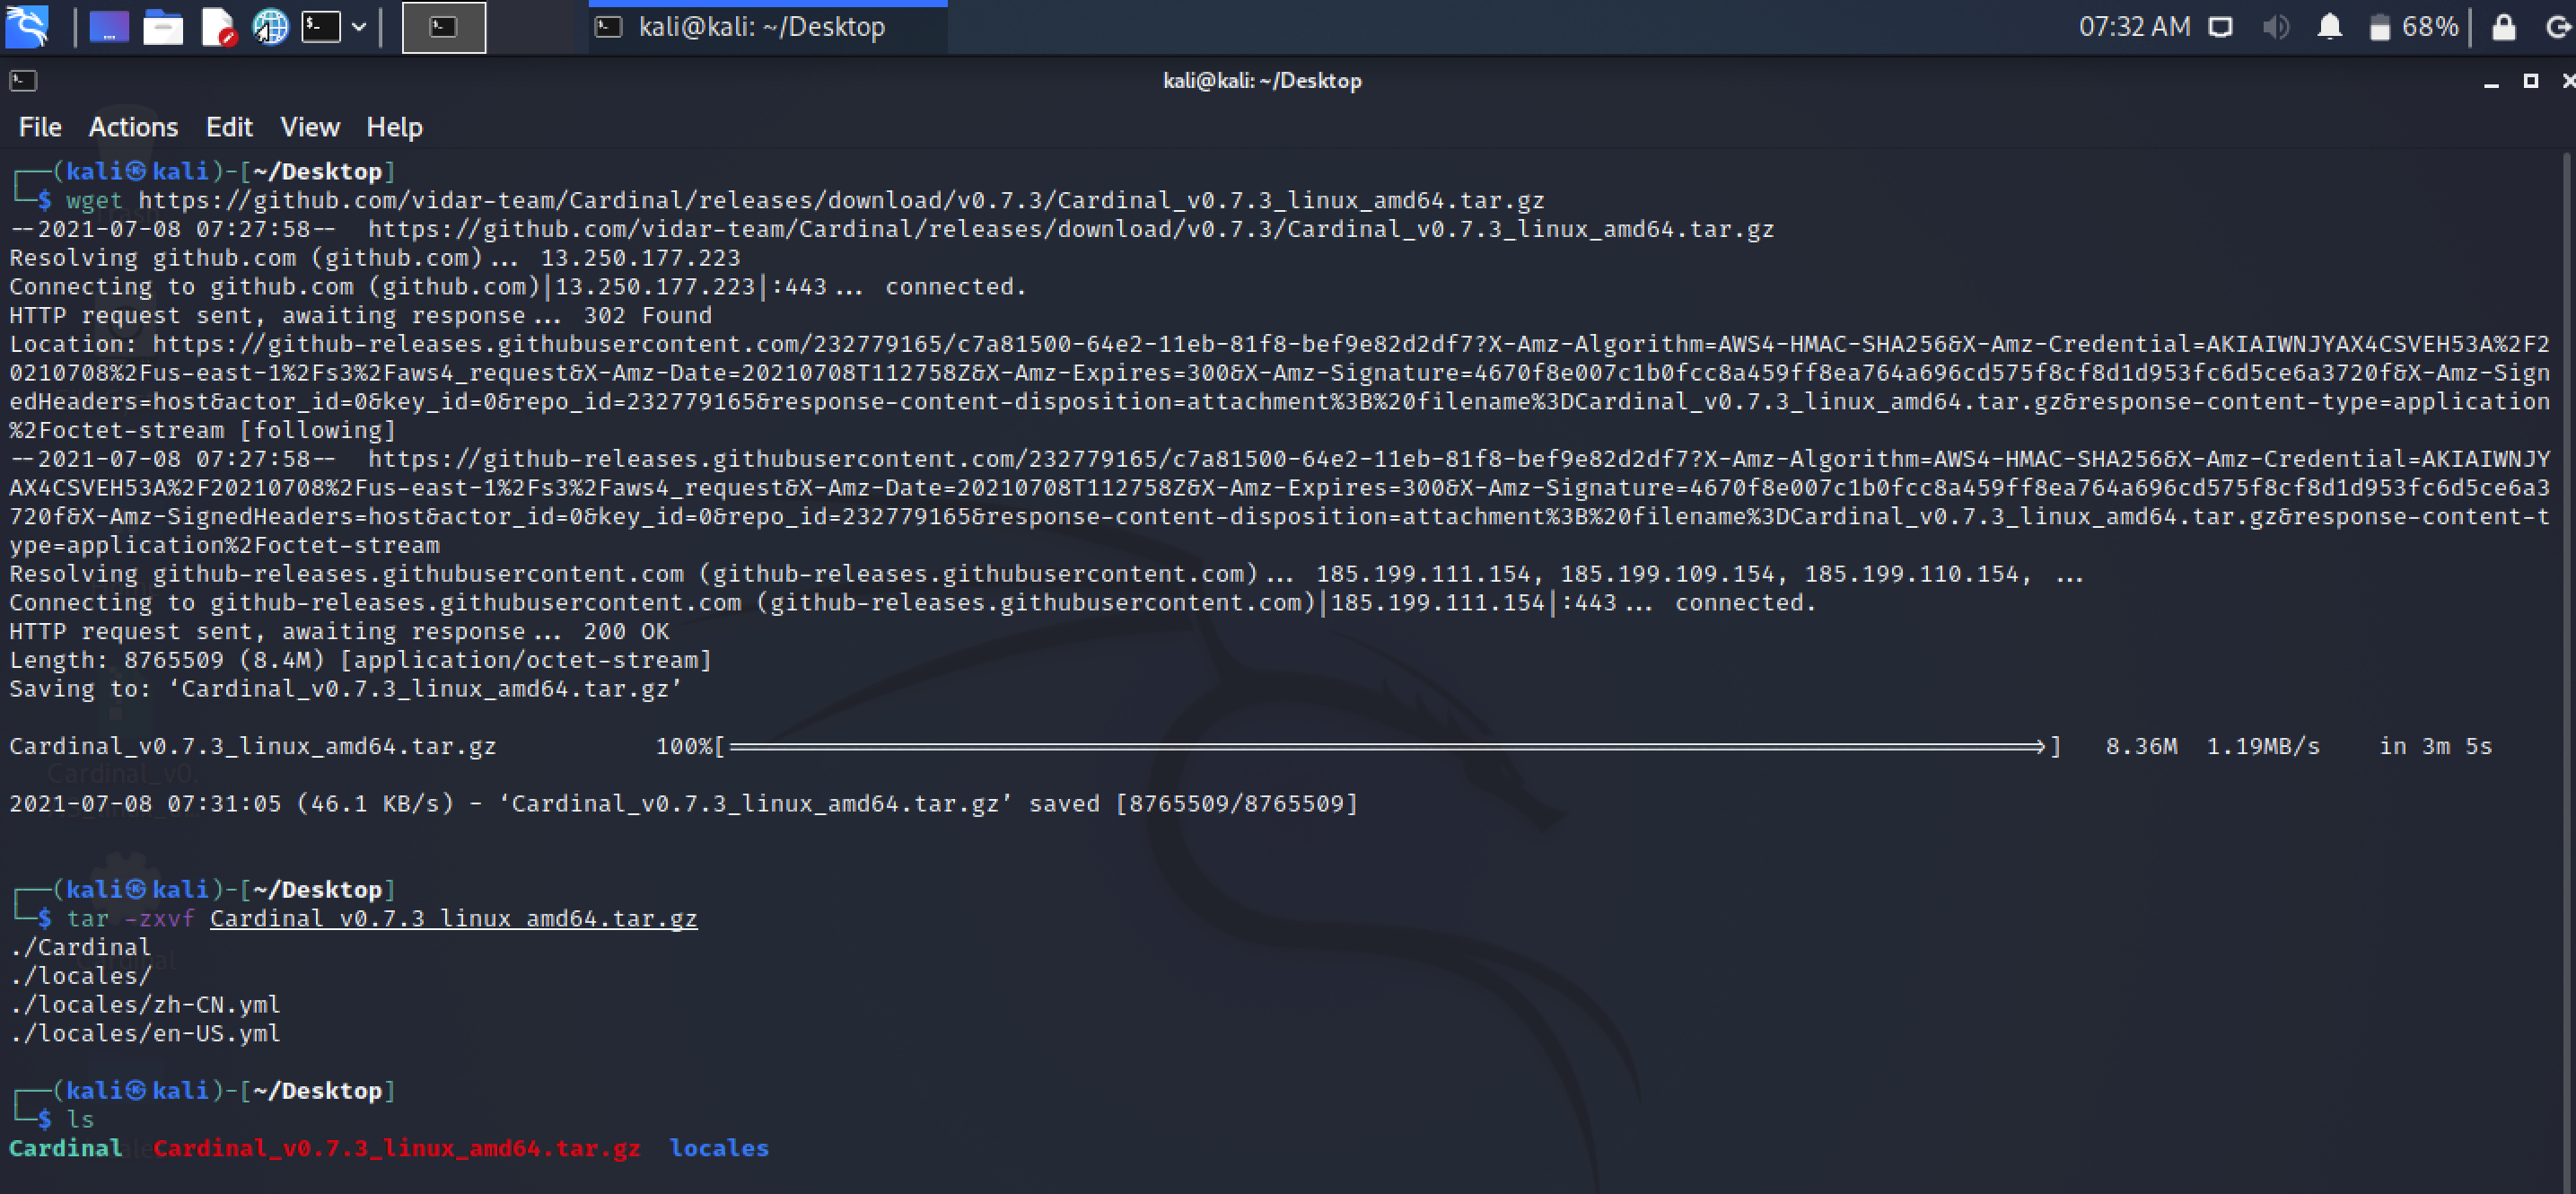 kali@kali: ~/Desktop
07:32 AM
68%
kali@kali: ~/Desktop
File Actions Edit View Help
┌──(kali㉿kali)-[~/Desktop]
└─$ wget https://github.com/vidar-team/Cardinal/releases/download/v0.7.3/Cardinal_v0.7.3_linux_amd64.tar.gz
--2021-07-08 07:27:58--  https://github.com/vidar-team/Cardinal/releases/download/v0.7.3/Cardinal_v0.7.3_linux_amd64.tar.gz
Resolving github.com (github.com)... 13.250.177.223
Connecting to github.com (github.com)|13.250.177.223|:443... connected.
HTTP request sent, awaiting response... 302 Found
Location: https://github-releases.githubusercontent.com/232779165/c7a81500-64e2-11eb-81f8-bef9e82d2df7?X-Amz-Algorithm=AWS4-HMAC-SHA256&X-Amz-Credential=AKIAIWNJYAX4CSVEH53A%2F2
0210708%2Fus-east-1%2Fs3%2Faws4_request&X-Amz-Date=20210708T112758Z&X-Amz-Expires=300&X-Amz-Signature=4670f8e007c1b0fcc8a459ff8ea764a696cd575f8cf8d1d953fc6d5ce6a3720f&X-Amz-Sign
edHeaders=host&actor_id=0&key_id=0&repo_id=232779165&response-content-disposition=attachment%3B%20filename%3DCardinal_v0.7.3_linux_amd64.tar.gz&response-content-type=application
%2Foctet-stream [following]
--2021-07-08 07:27:58--  https://github-releases.githubusercontent.com/232779165/c7a81500-64e2-11eb-81f8-bef9e82d2df7?X-Amz-Algorithm=AWS4-HMAC-SHA256&X-Amz-Credential=AKIAIWNJY
AX4CSVEH53A%2F20210708%2Fus-east-1%2Fs3%2Faws4_request&X-Amz-Date=20210708T112758Z&X-Amz-Expires=300&X-Amz-Signature=4670f8e007c1b0fcc8a459ff8ea764a696cd575f8cf8d1d953fc6d5ce6a3
720f&X-Amz-SignedHeaders=host&actor_id=0&key_id=0&repo_id=232779165&response-content-disposition=attachment%3B%20filename%3DCardinal_v0.7.3_linux_amd64.tar.gz&response-content-t
ype=application%2Foctet-stream
Resolving github-releases.githubusercontent.com (github-releases.githubusercontent.com)... 185.199.111.154, 185.199.109.154, 185.199.110.154, ...
Connecting to github-releases.githubusercontent.com (github-releases.githubusercontent.com)|185.199.111.154|:443... connected.
HTTP request sent, awaiting response... 200 OK
Length: 8765509 (8.4M) [application/octet-stream]
Saving to: ‘Cardinal_v0.7.3_linux_amd64.tar.gz’
Cardinal_v0.7.3_linux_amd64.tar.gz 100%[=====================>] 8.36M 1.19MB/s in 3m 5s
2021-07-08 07:31:05 (46.1 KB/s) - ‘Cardinal_v0.7.3_linux_amd64.tar.gz’ saved [8765509/8765509]
┌──(kali㉿kali)-[~/Desktop]
└─$ tar -zxvf Cardinal_v0.7.3_linux_amd64.tar.gz
./Cardinal
./locales/
./locales/zh-CN.yml
./locales/en-US.yml
┌──(kali㉿kali)-[~/Desktop]
└─$ ls
Cardinal  Cardinal_v0.7.3_linux_amd64.tar.gz  locales